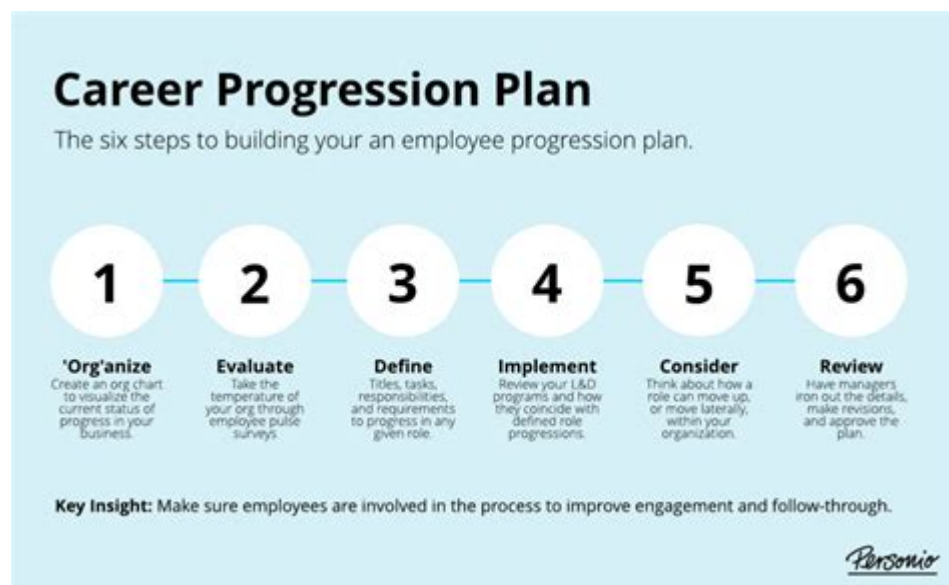 Career Progression Plan
The six steps to building your an employee progression plan.
1
2
3
4
5
6
'Org'anize
Create an org chart
to visualize the
current status of
progress in your
business.
Evaluate
Take the
temperature of
your org through
employee pulse
surveys.
Define
Titles, tasks,
responsibilities,
and requirements
to progress in any
given role.
Implement
Review your L&D
programs and how
they coincide with
defined role
progressions.
Consider
Think about how a
role can move up,
or move laterally,
within your
organization.
Review
Have managers
iron out the details,
make revisions,
and approve the
plan.
Key Insight: Make sure employees are involved in the process to improve engagement and follow-through.
Personio